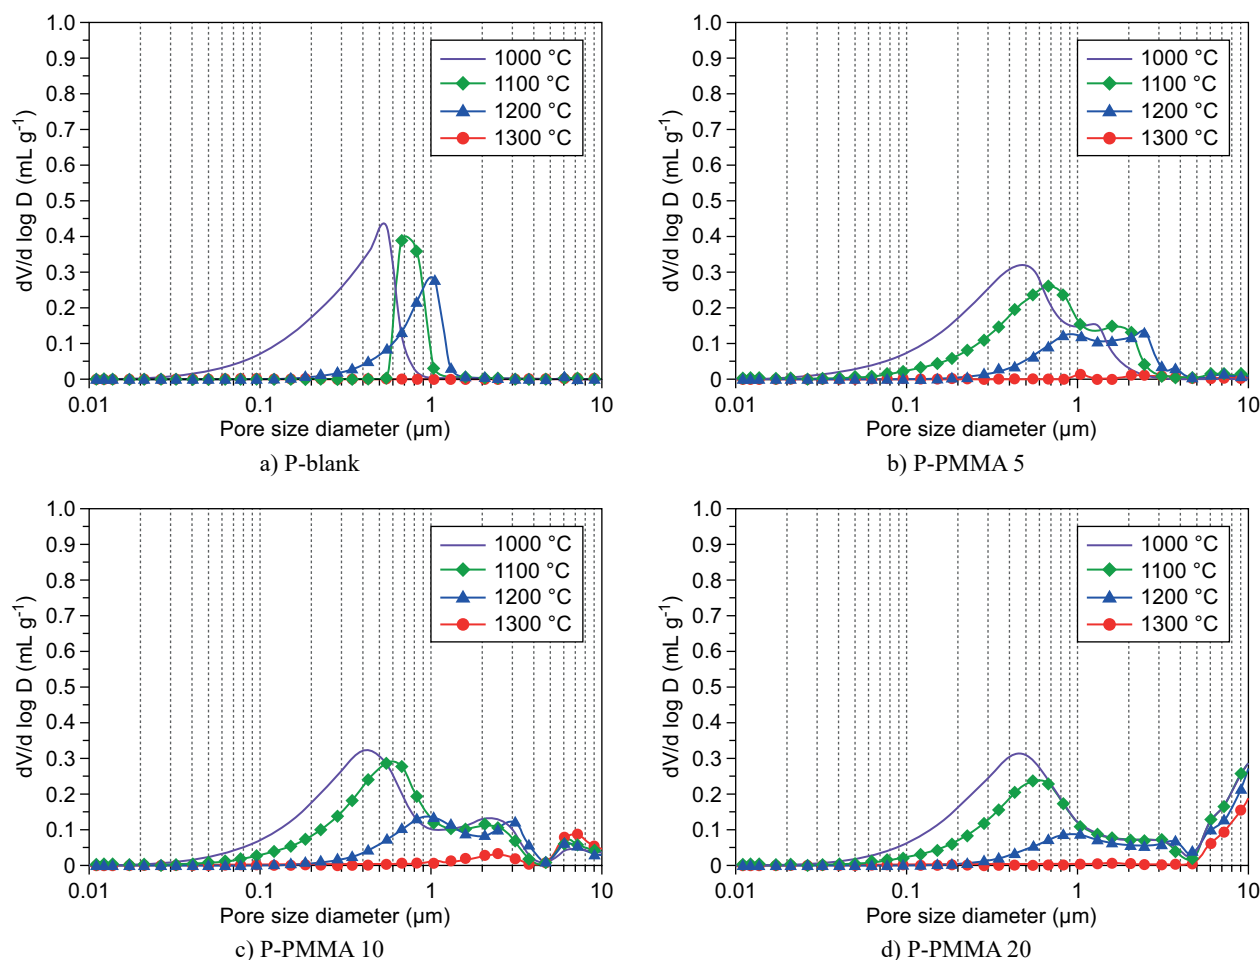 1.0
0.9
0.8
0.7
0.6
0.5
0.4
0.3
0.2
0.1
0
dV/d log D (mL g-1)
1000 °C
1100 °C
1200 °C
1300 °C
0.01 0.1 1 10
Pore size diameter (μm)
a) P-blank
1.0
0.9
0.8
0.7
0.6
0.5
0.4
0.3
0.2
0.1
0
dV/d log D (mL g-1)
1000 °C
1100 °C
1200 °C
1300 °C
0.01 0.1 1 10
Pore size diameter (μm)
b) P-PMMA 5
1.0
0.9
0.8
0.7
0.6
0.5
0.4
0.3
0.2
0.1
0
dV/d log D (mL g-1)
1000 °C
1100 °C
1200 °C
1300 °C
0.01 0.1 1 10
Pore size diameter (μm)
c) P-PMMA 10
1.0
0.9
0.8
0.7
0.6
0.5
0.4
0.3
0.2
0.1
0
dV/d log D (mL g-1)
1000 °C
1100 °C
1200 °C
1300 °C
0.01 0.1 1 10
Pore size diameter (μm)
d) P-PMMA 20